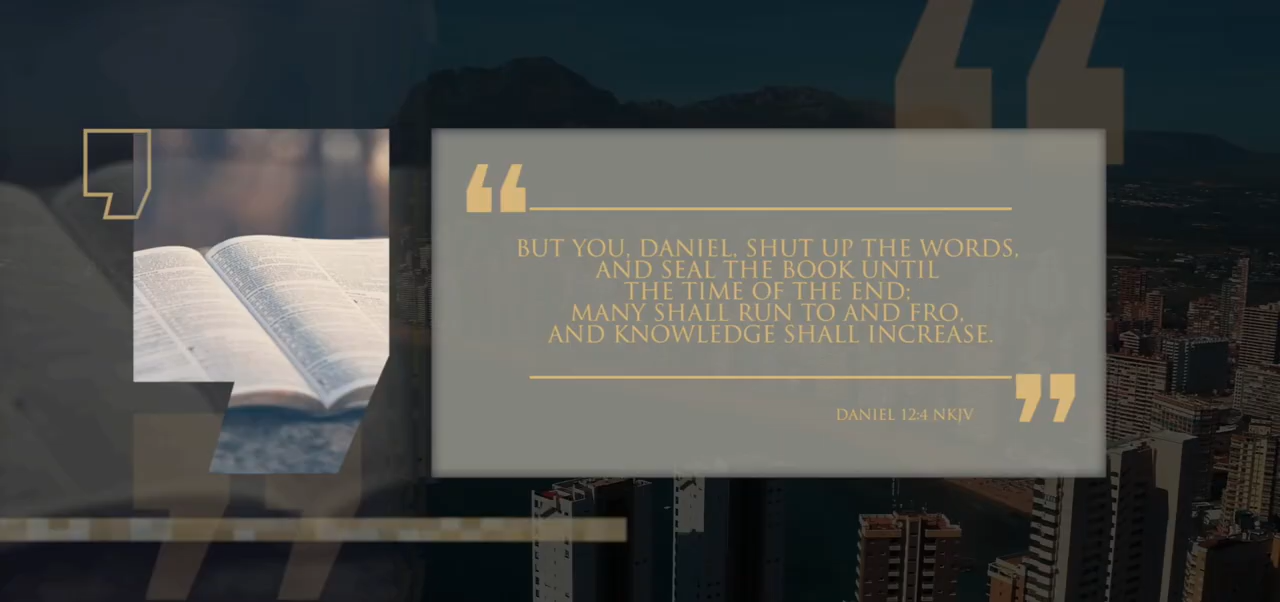 BUT YOU, DANIEL, SHUT UP THE WORDS,
AND SEAL THE BOOK UNTIL
THE TIME OF THE END;
MANY SHALL RUN TO AND FRO,
AND KNOWLEDGE SHALL INCREASE.
DANIEL 12:4 NKJV